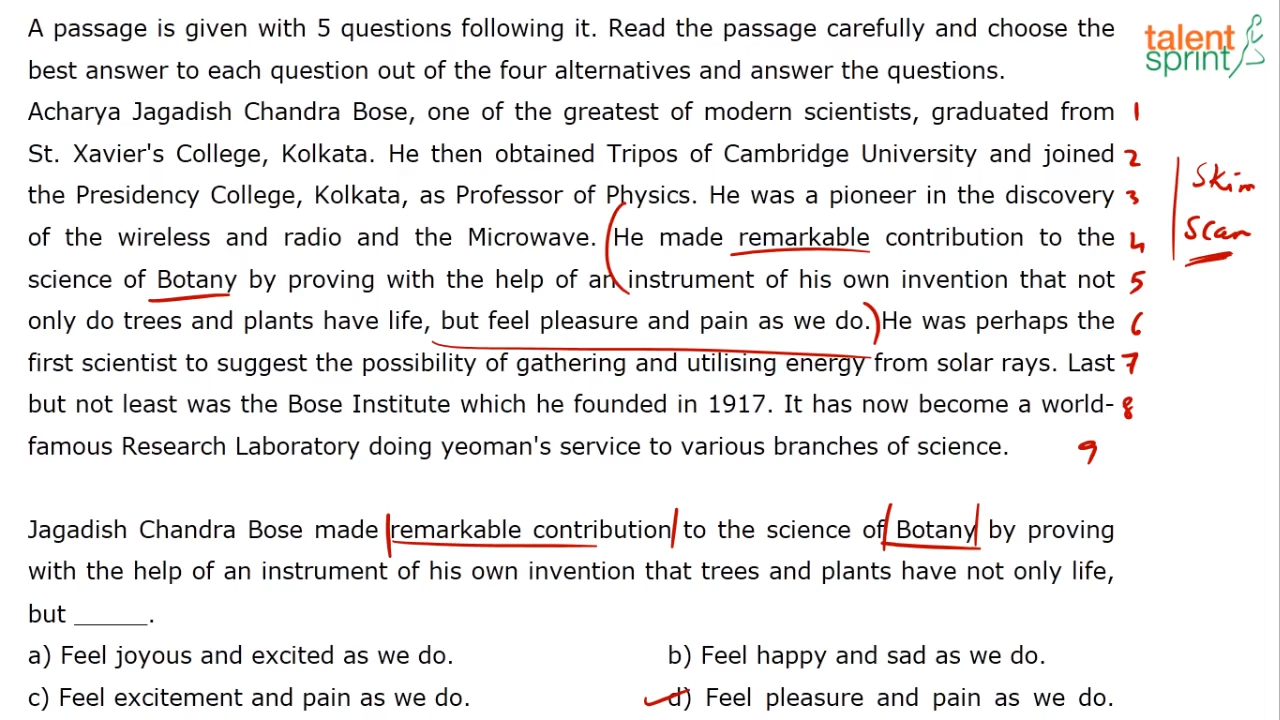 A passage is given with 5 questions following it. Read the passage carefully and choose the
best answer to each question out of the four alternatives and answer the questions.
talent
sprint
Acharya Jagadish Chandra Bose, one of the greatest of modern scientists, graduated from 1
St. Xavier's College, Kolkata. He then obtained Tripos of Cambridge University and joined 2
the Presidency College, Kolkata, as Professor of Physics. He was a pioneer in the discovery 3
of the wireless and radio and the Microwave. He made remarkable contribution to the 4
science of Botany by proving with the help of an instrument of his own invention that not 5
only do trees and plants have life, but feel pleasure and pain as we do. He was perhaps the 6
first scientist to suggest the possibility of gathering and utilising energy from solar rays. Last 7
but not least was the Bose Institute which he founded in 1917. It has now become a world- 8
famous Research Laboratory doing yeoman's service to various branches of science. 9
Skim
Scan
Jagadish Chandra Bose made remarkable contribution to the science of Botany by proving
with the help of an instrument of his own invention that trees and plants have not only life,
but ______.
a) Feel joyous and excited as we do. b) Feel happy and sad as we do.
c) Feel excitement and pain as we do. d) Feel pleasure and pain as we do.